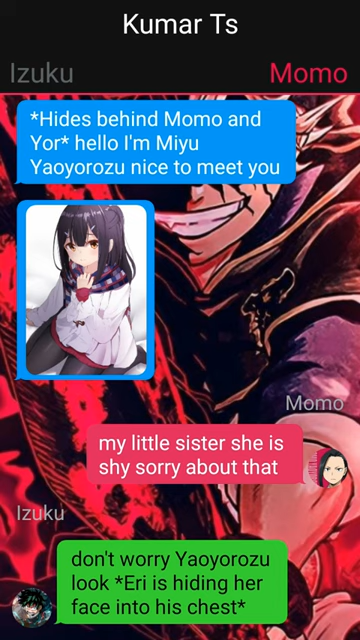 Kumar Ts
Izuku Momo
*Hides behind Momo and
Yor* hello I'm Miyu
Yaoyorozu nice to meet you
Momo
my little sister she is
shy sorry about that
Izuku
don't worry Yaoyorozu
look *Eri is hiding her
face into his chest*